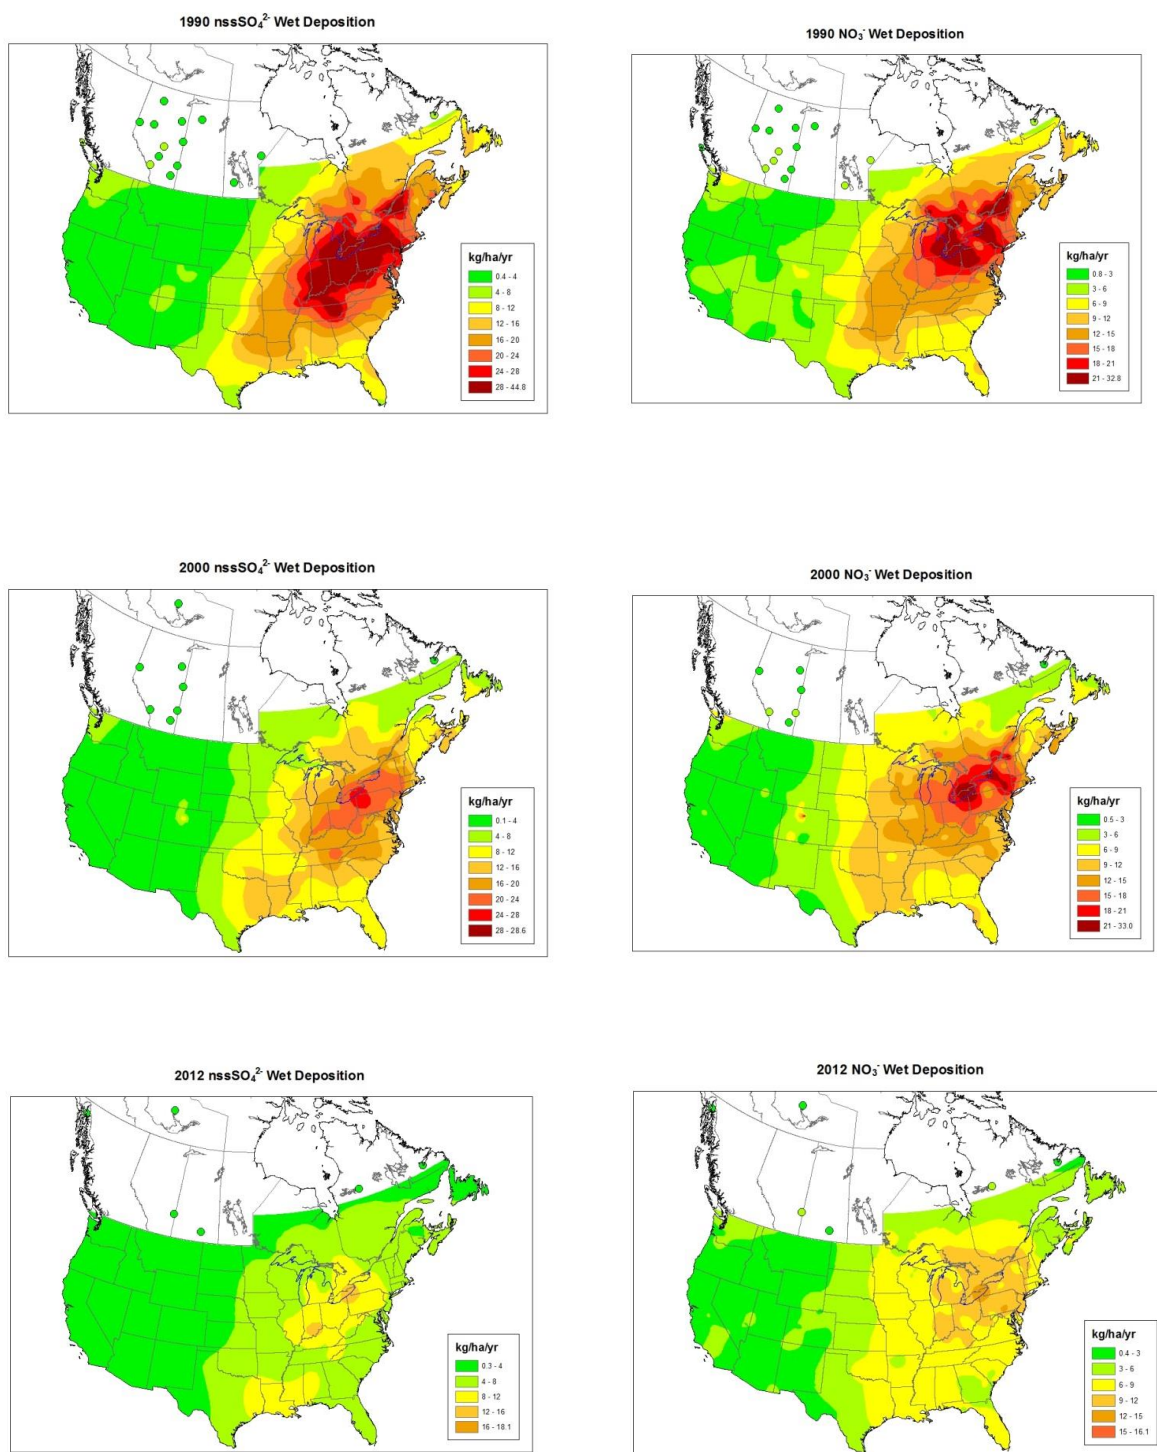 1990 nssSO₄²⁻ Wet Deposition
kg/ha/yr
0.4 - 4
4 - 8
8 - 12
12 - 16
16 - 20
20 - 24
24 - 28
28 - 44.8
1990 NO₃⁻ Wet Deposition
kg/ha/yr
0.8 - 3
3 - 6
6 - 9
9 - 12
12 - 15
15 - 18
18 - 21
21 - 32.8
2000 nssSO₄²⁻ Wet Deposition
kg/ha/yr
0.1 - 4
4 - 8
8 - 12
12 - 16
16 - 20
20 - 24
24 - 28
28 - 28.6
2000 NO₃⁻ Wet Deposition
kg/ha/yr
0.5 - 3
3 - 6
6 - 9
9 - 12
12 - 15
15 - 18
18 - 21
21 - 33.0
2012 nssSO₄²⁻ Wet Deposition
kg/ha/yr
0.3 - 4
4 - 8
8 - 12
12 - 16
16 - 18.1
2012 NO₃⁻ Wet Deposition
kg/ha/yr
0.4 - 3
3 - 6
6 - 9
9 - 12
12 - 15
15 - 16.1